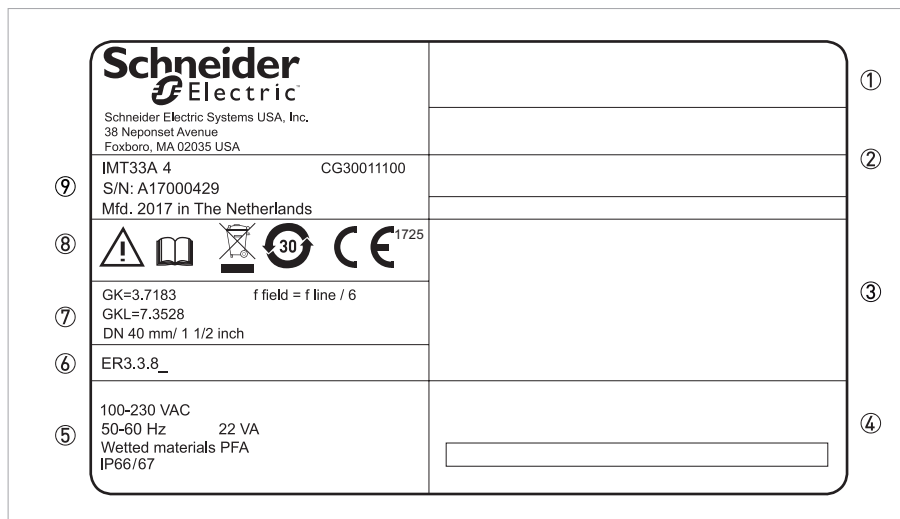 Schneider
Electric™
Schneider Electric Systems USA, Inc.
38 Neponset Avenue
Foxboro, MA 02035 USA
①
②
⑨ IMT33A 4 CG30011100
S/N: A17000429
Mfd. 2017 in The Netherlands
⑧ 30 CE 1725
③
⑦ GK=3.7183 f field = f line / 6
GKL=7.3528
DN 40 mm/ 1 1/2 inch
⑥ ER3.3.8_
④
⑤ 100-230 VAC
50-60 Hz 22 VA
Wetted materials PFA
IP66/67